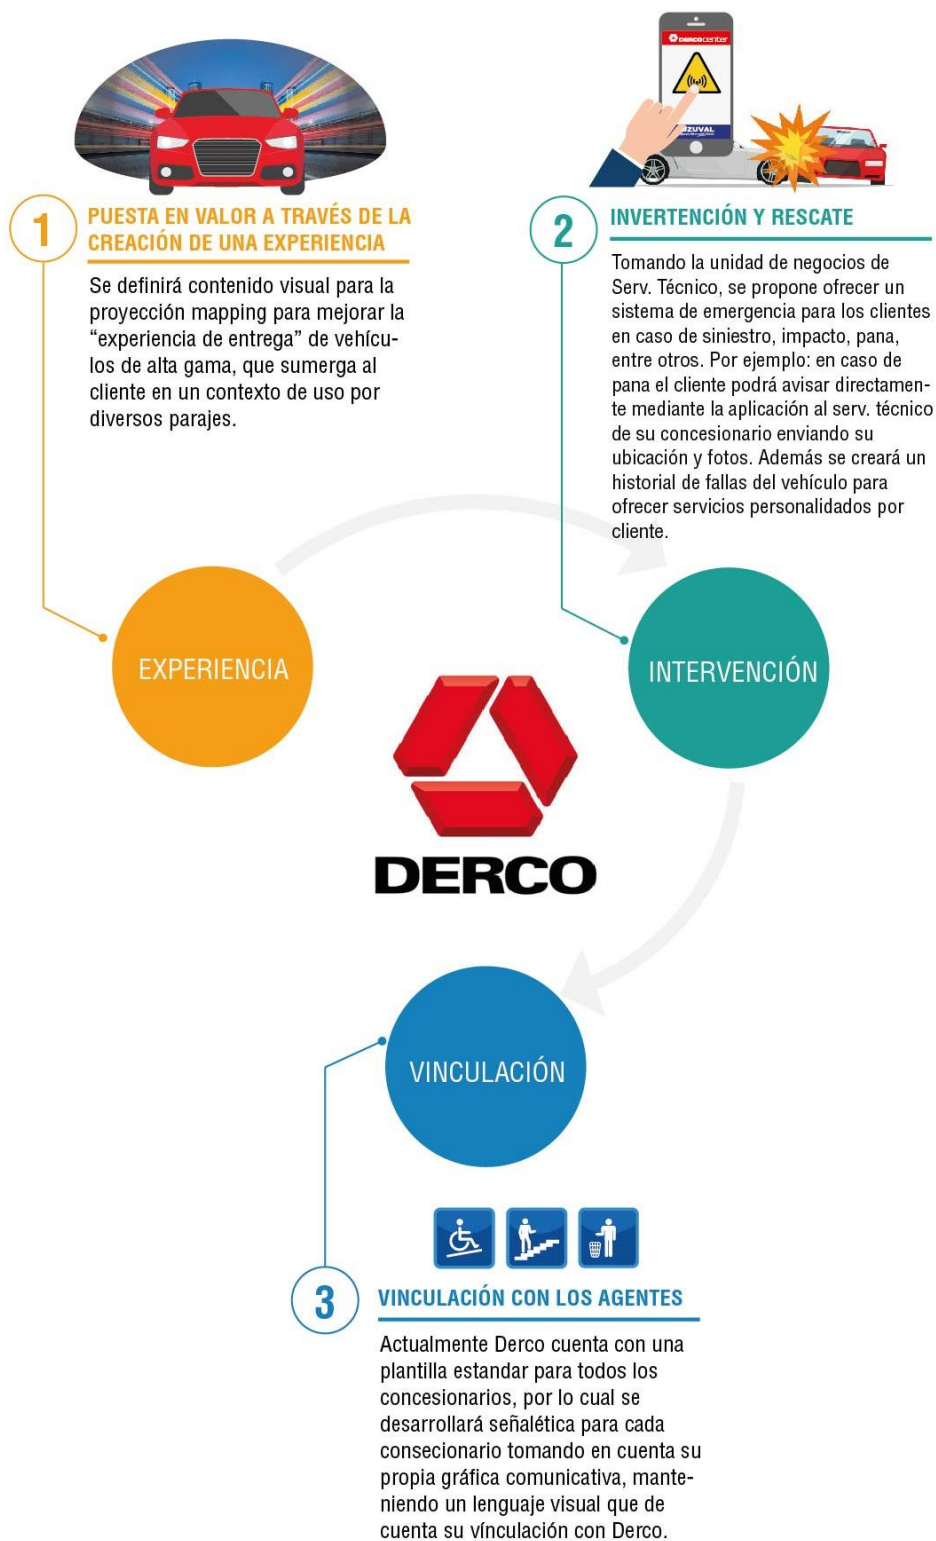 DERCOcenter
UZUVAL
1
PUESTA EN VALOR A TRAVÉS DE LA
CREACIÓN DE UNA EXPERIENCIA
Se definirá contenido visual para la
proyección mapping para mejorar la
“experiencia de entrega” de vehícu-
los de alta gama, que sumerga al
cliente en un contexto de uso por
diversos parajes.
2
INVERTENCIÓN Y RESCATE
Tomando la unidad de negocios de
Serv. Técnico, se propone ofrecer un
sistema de emergencia para los clientes
en caso de siniestro, impacto, pana,
entre otros. Por ejemplo: en caso de
pana el cliente podrá avisar directamen-
te mediante la aplicación al serv. técnico
de su concesionario enviando su
ubicación y fotos. Además se creará un
historial de fallas del vehículo para
ofrecer servicios personalidados por
cliente.
EXPERIENCIA
INTERVENCIÓN
DERCO
VINCULACIÓN
3
VINCULACIÓN CON LOS AGENTES
Actualmente Derco cuenta con una
plantilla estandar para todos los
concesionarios, por lo cual se
desarrollará señalética para cada
consecionario tomando en cuenta su
propia gráfica comunicativa, mante-
niendo un lenguaje visual que de
cuenta su vínculación con Derco.